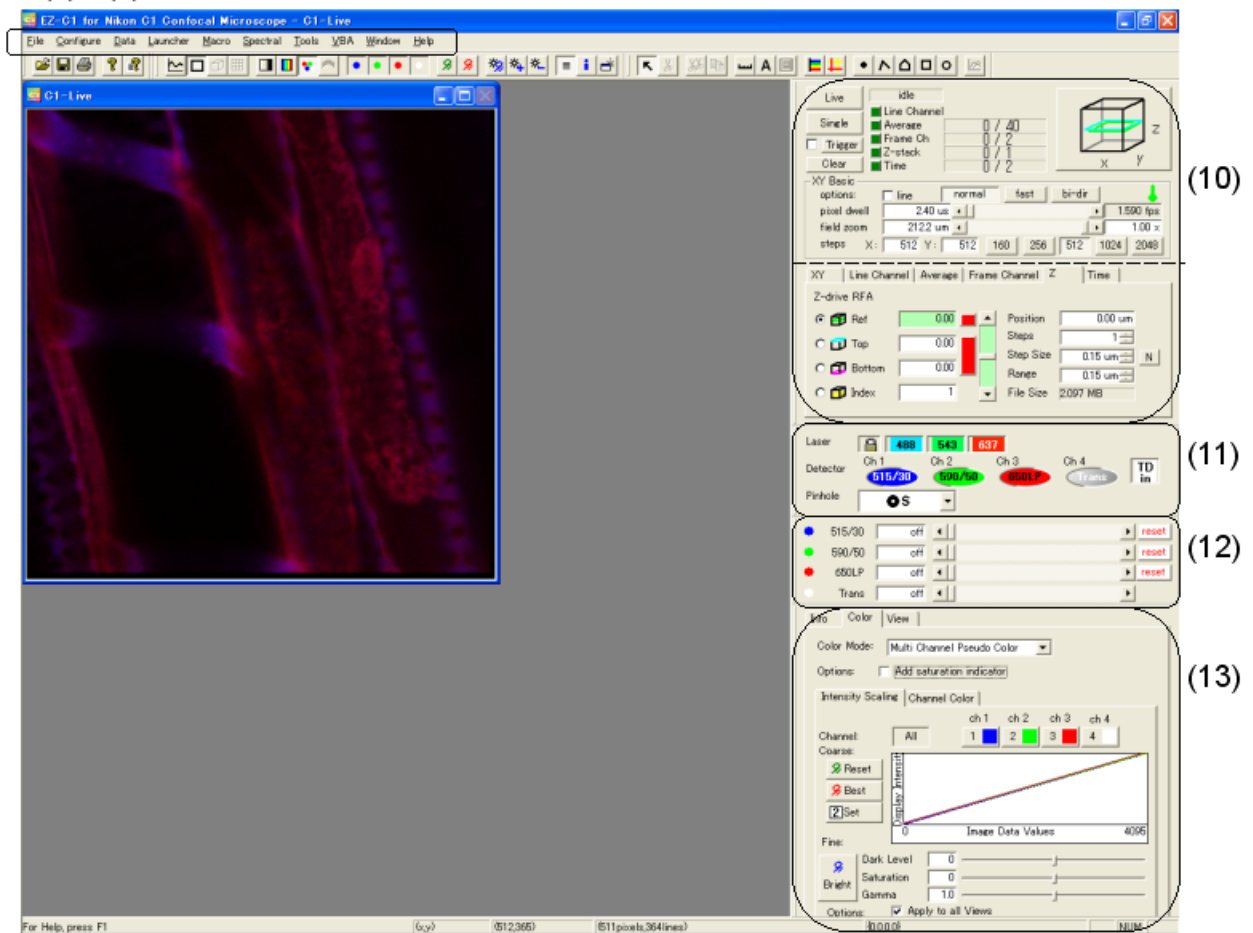 EZ-C1 for Nikon C1 Confocal Microscope - C1-Live
File Configure Data Launcher Macro Spectral Tools VBA Window Help
C1-Live
Live idle
Line Channel
Single Average 0 / 40
Trigger Frame Ch 0 / 2
Z-stack 0 / 1
Clear Time 0 / 2
Z
X y
(10)
XY Basic
options: line normal fast bi-dir
pixel dwell 2.40 us 1.590 fps
field zoom 212.2 um 1.00 x
steps X: 512 Y: 512 160 256 512 1024 2048
XY Line Channel Average Frame Channel Z Time
Z-drive RFA
Ref 0.00 Position 0.00 um
Steps 1
Top 0.00 Step Size 0.15 um N
Bottom 0.00 Range 0.15 um
Index 1 File Size 2.097 MB
Laser 488 543 637
(11)
Ch 1 Ch 2 Ch 3 Ch 4
Detector 515/30 590/50 650LP Trans TD in
Pinhole S
515/30 off reset
(12)
590/50 off reset
650LP off reset
Trans off
Info Color View
Color Mode: Multi Channel Pseudo Color
(13)
Options: Add saturation indicator
Intensity Scaling Channel Color
ch 1 ch 2 ch 3 ch 4
Channel: All 1 2 3 4
Coarse:
Reset
Best
2 Set
Display Intensit
0 Image Data Values 4095
Fine:
Dark Level 0
Saturation 0
Bright
Gamma 1.0
Options: Apply to all Views
For Help, press F1 (x,y) (512,365) (511pixels,364lines) (0,0,0,0) NUM